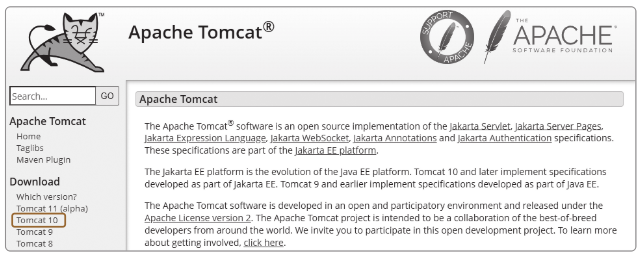 Apache Tomcat®
SUPPORT APACHE
THE
APACHE®
SOFTWARE FOUNDATION
Search... GO
Apache Tomcat
Home
Taglibs
Maven Plugin
Download
Which version?
Tomcat 11 (alpha)
Tomcat 10
Tomcat 9
Tomcat 8
Apache Tomcat
The Apache Tomcat® software is an open source implementation of the Jakarta Servlet, Jakarta Server Pages,
Jakarta Expression Language, Jakarta WebSocket, Jakarta Annotations and Jakarta Authentication specifications.
These specifications are part of the Jakarta EE platform.
The Jakarta EE platform is the evolution of the Java EE platform. Tomcat 10 and later implement specifications
developed as part of Jakarta EE. Tomcat 9 and earlier implement specifications developed as part of Java EE.
The Apache Tomcat software is developed in an open and participatory environment and released under the
Apache License version 2. The Apache Tomcat project is intended to be a collaboration of the best-of-breed
developers from around the world. We invite you to participate in this open development project. To learn more
about getting involved, click here.